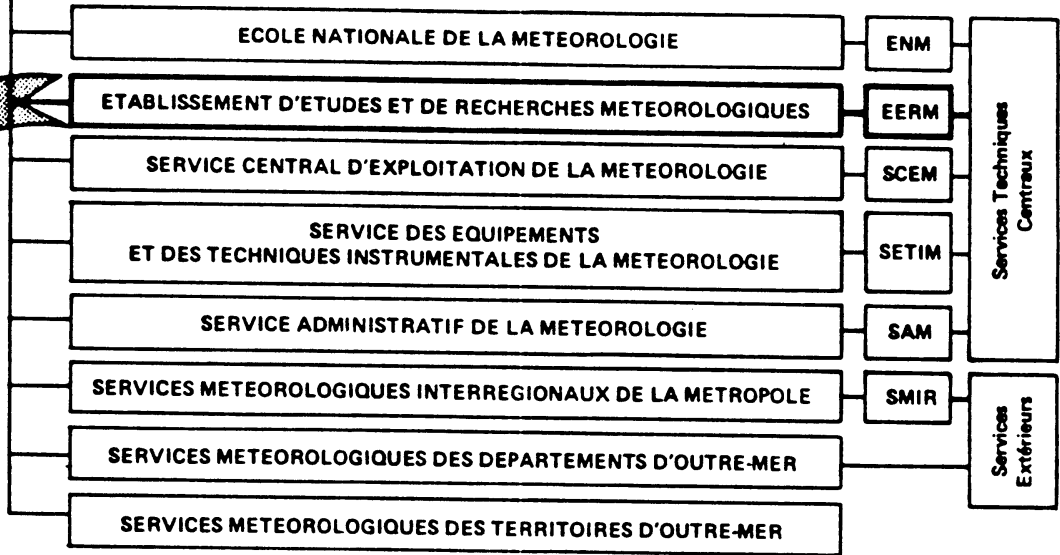 ECOLE NATIONALE DE LA METEOROLOGIE
ENM
ETABLISSEMENT D'ETUDES ET DE RECHERCHES METEOROLOGIQUES
EERM
SERVICE CENTRAL D'EXPLOITATION DE LA METEOROLOGIE
SCEM
SERVICE DES EQUIPEMENTS
ET DES TECHNIQUES INSTRUMENTALES DE LA METEOROLOGIE
SETIM
SERVICE ADMINISTRATIF DE LA METEOROLOGIE
SAM
Services Techniques
Centraux
SERVICES METEOROLOGIQUES INTERREGIONAUX DE LA METROPOLE
SMIR
SERVICES METEOROLOGIQUES DES DEPARTEMENTS D'OUTRE-MER
Services
Extérieurs
SERVICES METEOROLOGIQUES DES TERRITOIRES D'OUTRE-MER